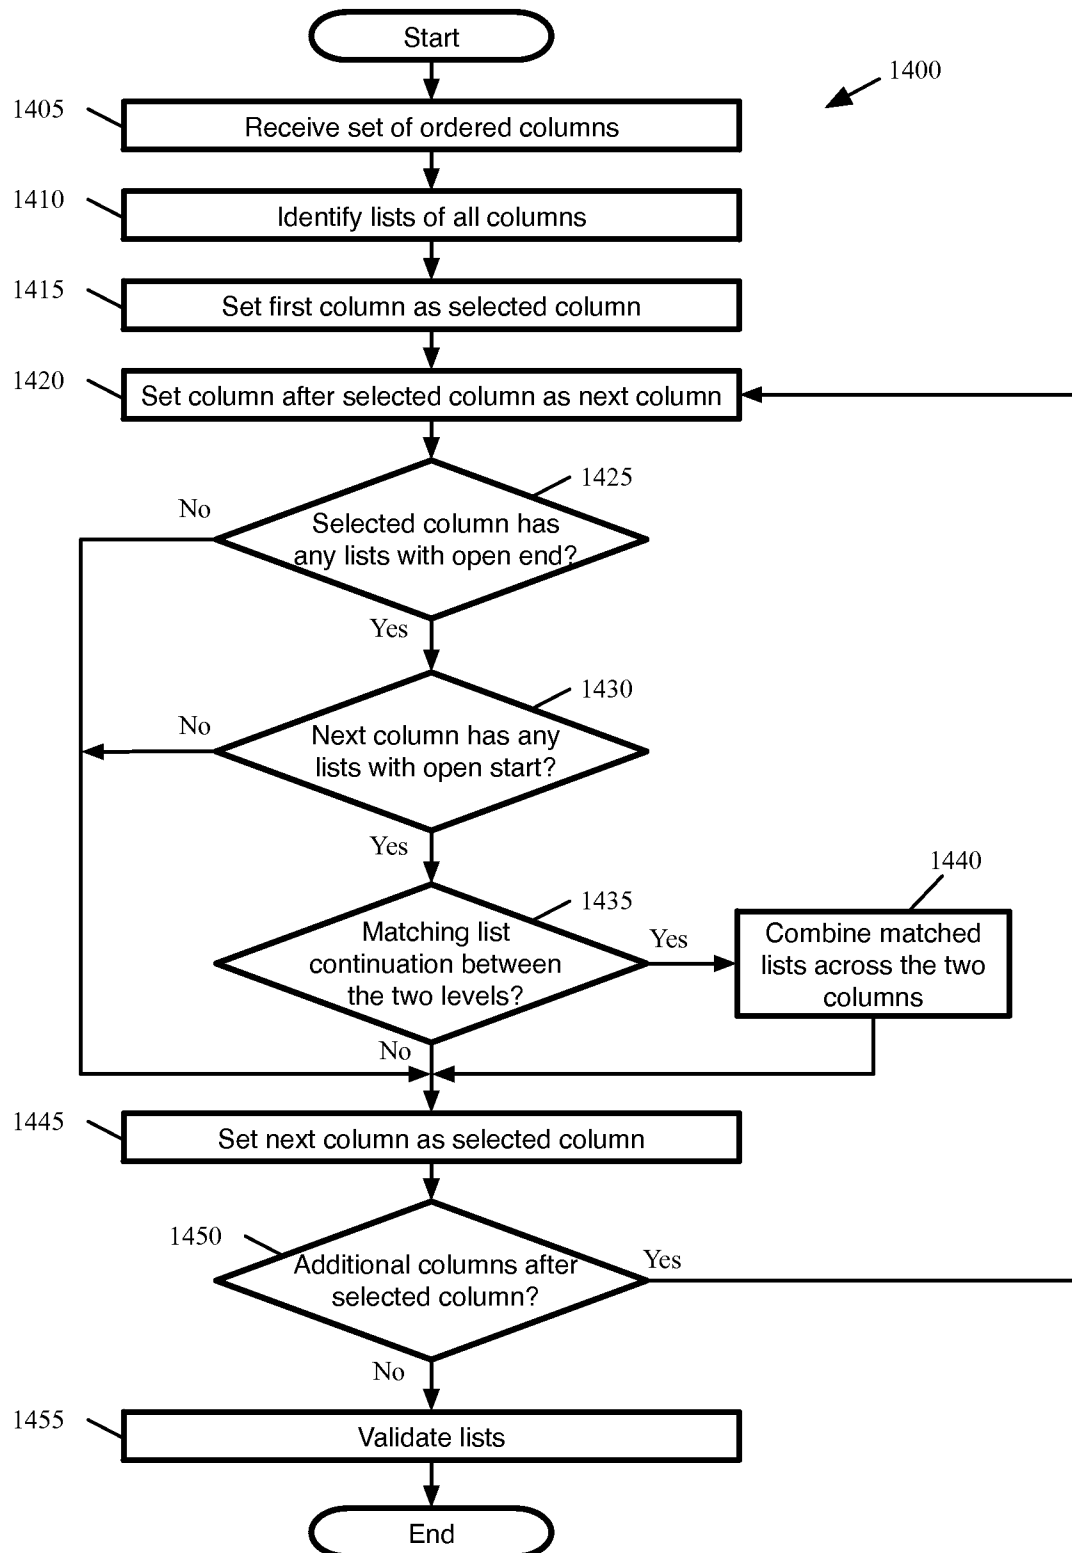 Start
1400
1405
Receive set of ordered columns
1410
Identify lists of all columns
1415
Set first column as selected column
1420
Set column after selected column as next column
1425
No
Selected column has
any lists with open end?
Yes
1430
No
Next column has any
lists with open start?
Yes
1435
Matching list
continuation between
the two levels?
Yes
1440
Combine matched
lists across the two
columns
No
1445
Set next column as selected column
1450
Additional columns after
selected column?
Yes
No
1455
Validate lists
End